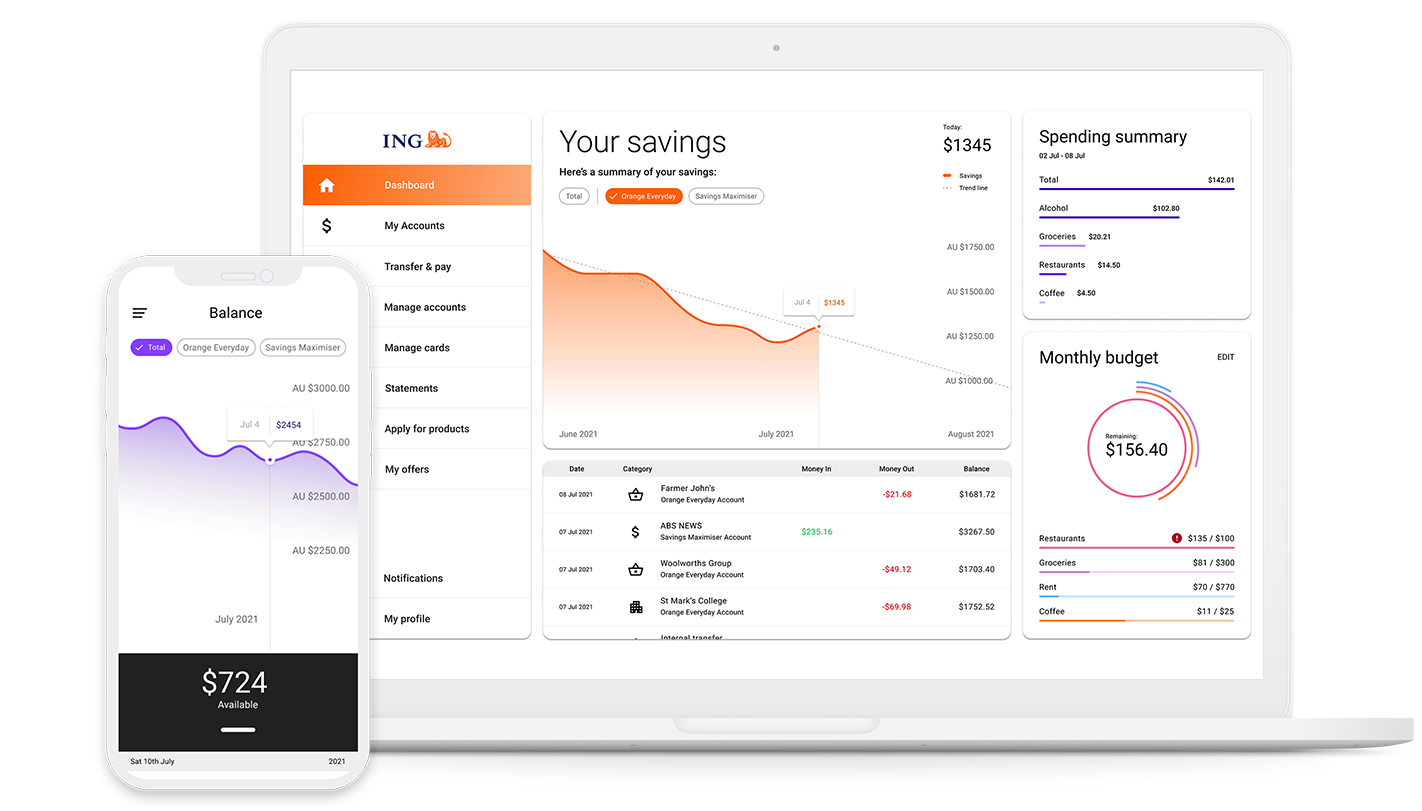 ING
Dashboard
My Accounts
Transfer & pay
Manage accounts
Manage cards
Statements
Apply for products
My offers
Notifications
My profile
Your savings
Here's a summary of your savings:
Total
Orange Everyday
Savings Maximiser
Today:
$1345
Savings
Trend line
AU $1750.00
AU $1500.00
Jul 4 $1345
AU $1250.00
AU $1000.00
June 2021 July 2021 August 2021
Date Category Money In Money Out Balance
08 Jul 2021 Farmer John's -$21.68 $1681.72
Orange Everyday Account
07 Jul 2021 ABS NEWS $235.16 $3267.50
Savings Maximiser Account
07 Jul 2021 Woolworths Group -$49.12 $1703.40
Orange Everyday Account
07 Jul 2021 St Mark's College -$69.98 $1752.52
Orange Everyday Account
Internal transfer
Spending summary
02 Jul - 08 Jul
Total $142.01
Alcohol $102.80
Groceries $20.21
Restaurants $14.50
Coffee $4.50
Monthly budget EDIT
Remaining:
$156.40
Restaurants ! $135 / $100
Groceries $81 / $300
Rent $70 / $770
Coffee $11 / $25
Balance
Total Orange Everyday Savings Maximiser
AU $3000.00
Jul 4 $2454
AU $2750.00
AU $2500.00
AU $2250.00
July 2021
$724
Available
Sat 10th July 2021